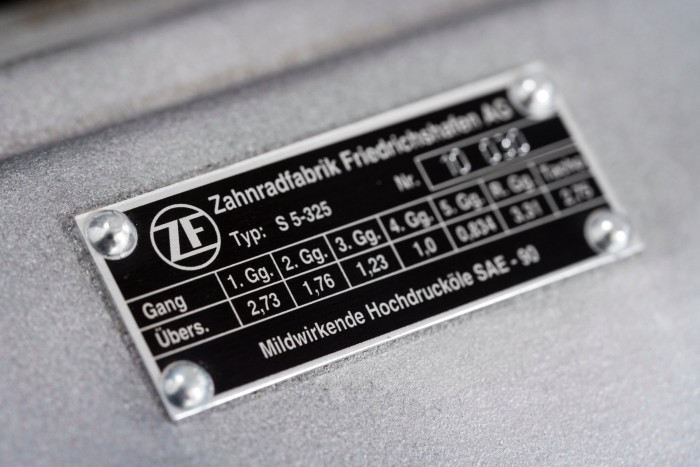 ZF
Zahnradfabrik Friedrichshafen AG
Typ: S 5-325 Nr. 10 030
Gang 1. Gg. 2. Gg. 3. Gg. 4. Gg. 5. Gg. R. Gg.
Übers. 2,73 1,76 1,23 1,0 0,834 3,31 2,75
Mildwirkende Hochdrucköle SAE - 90